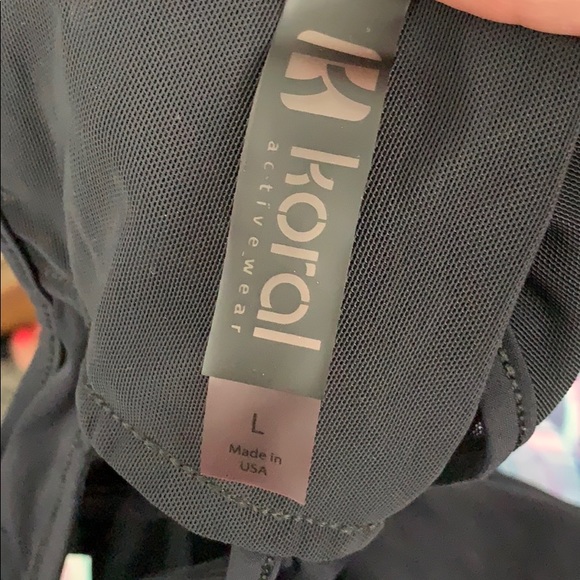 koral
activewear
L
Made in
USA